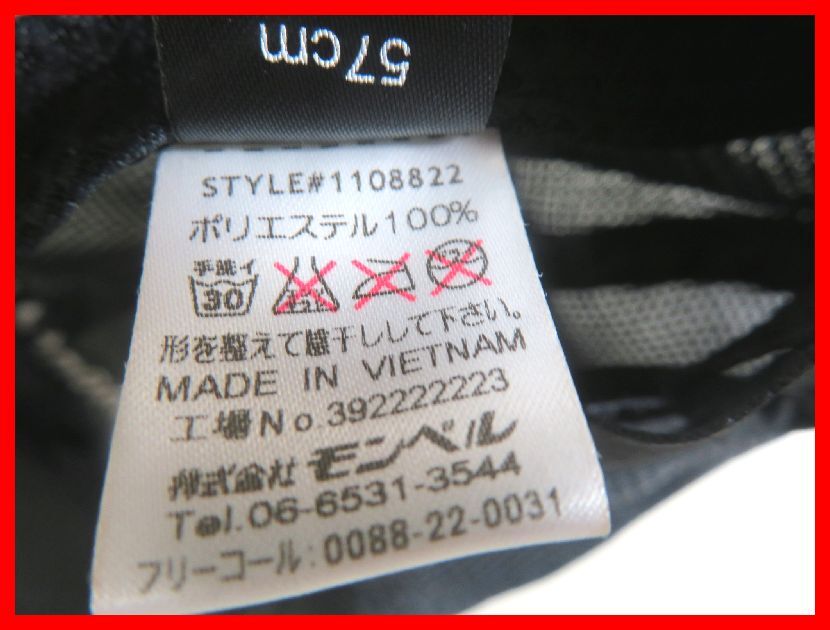 57cm
STYLE#1108822
ポリエステル100%
手洗イ
30
形を整えて陰干しして下さい。
MADE IN VIETNAM
工場No.392222223
株式会社 モンベル
Tel.06-6531-3544
フリーコール:0088-22-0031